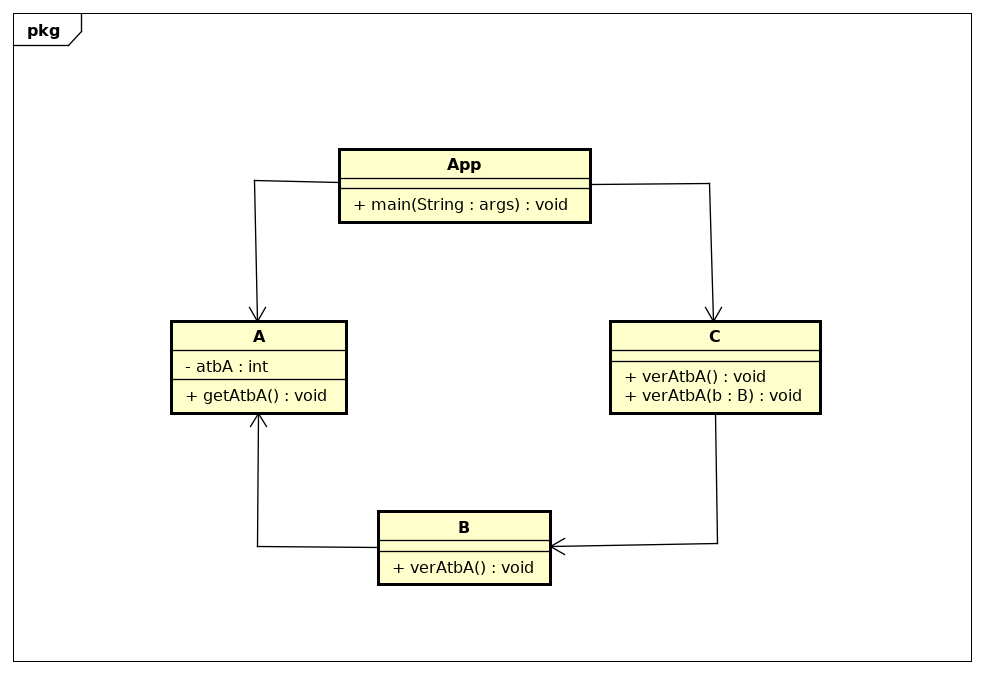 pkg
App
+ main(String : args) : void
A
- atbA : int
+ getAtbA() : void
C
+ verAtbA() : void
+ verAtbA(b : B) : void
B
+ verAtbA() : void